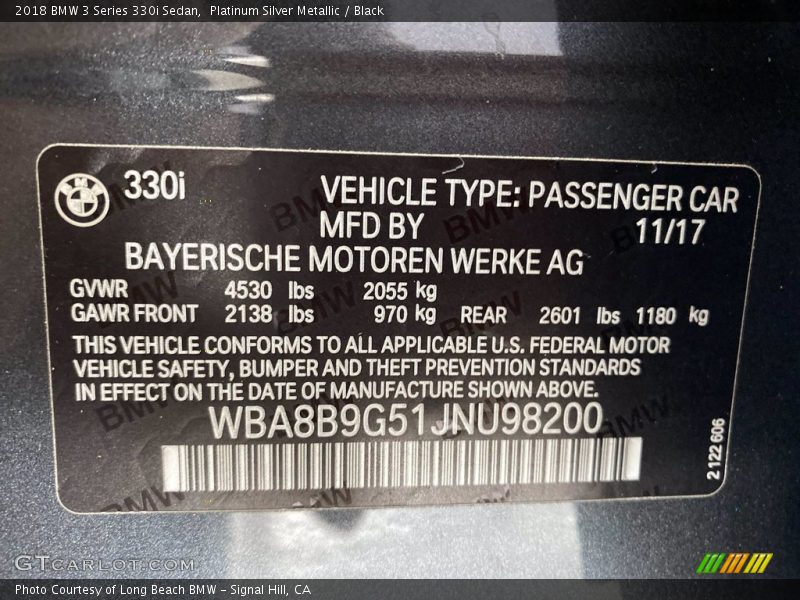 2018 BMW 3 Series 330i Sedan,  Platinum Silver Metallic / Black
BMW
330i
VEHICLE TYPE: PASSENGER CAR
MFD BY
11/17
BAYERISCHE MOTOREN WERKE AG
GVWR 4530 lbs 2055 kg
GAWR FRONT 2138 lbs 970 kg REAR 2601 lbs 1180 kg
THIS VEHICLE CONFORMS TO ALL APPLICABLE U.S. FEDERAL MOTOR
VEHICLE SAFETY, BUMPER AND THEFT PREVENTION STANDARDS
IN EFFECT ON THE DATE OF MANUFACTURE SHOWN ABOVE.
WBA8B9G51JNU98200
2 122 606
GTCARLOT.COM
Photo Courtesy of Long Beach BMW - Signal Hill, CA